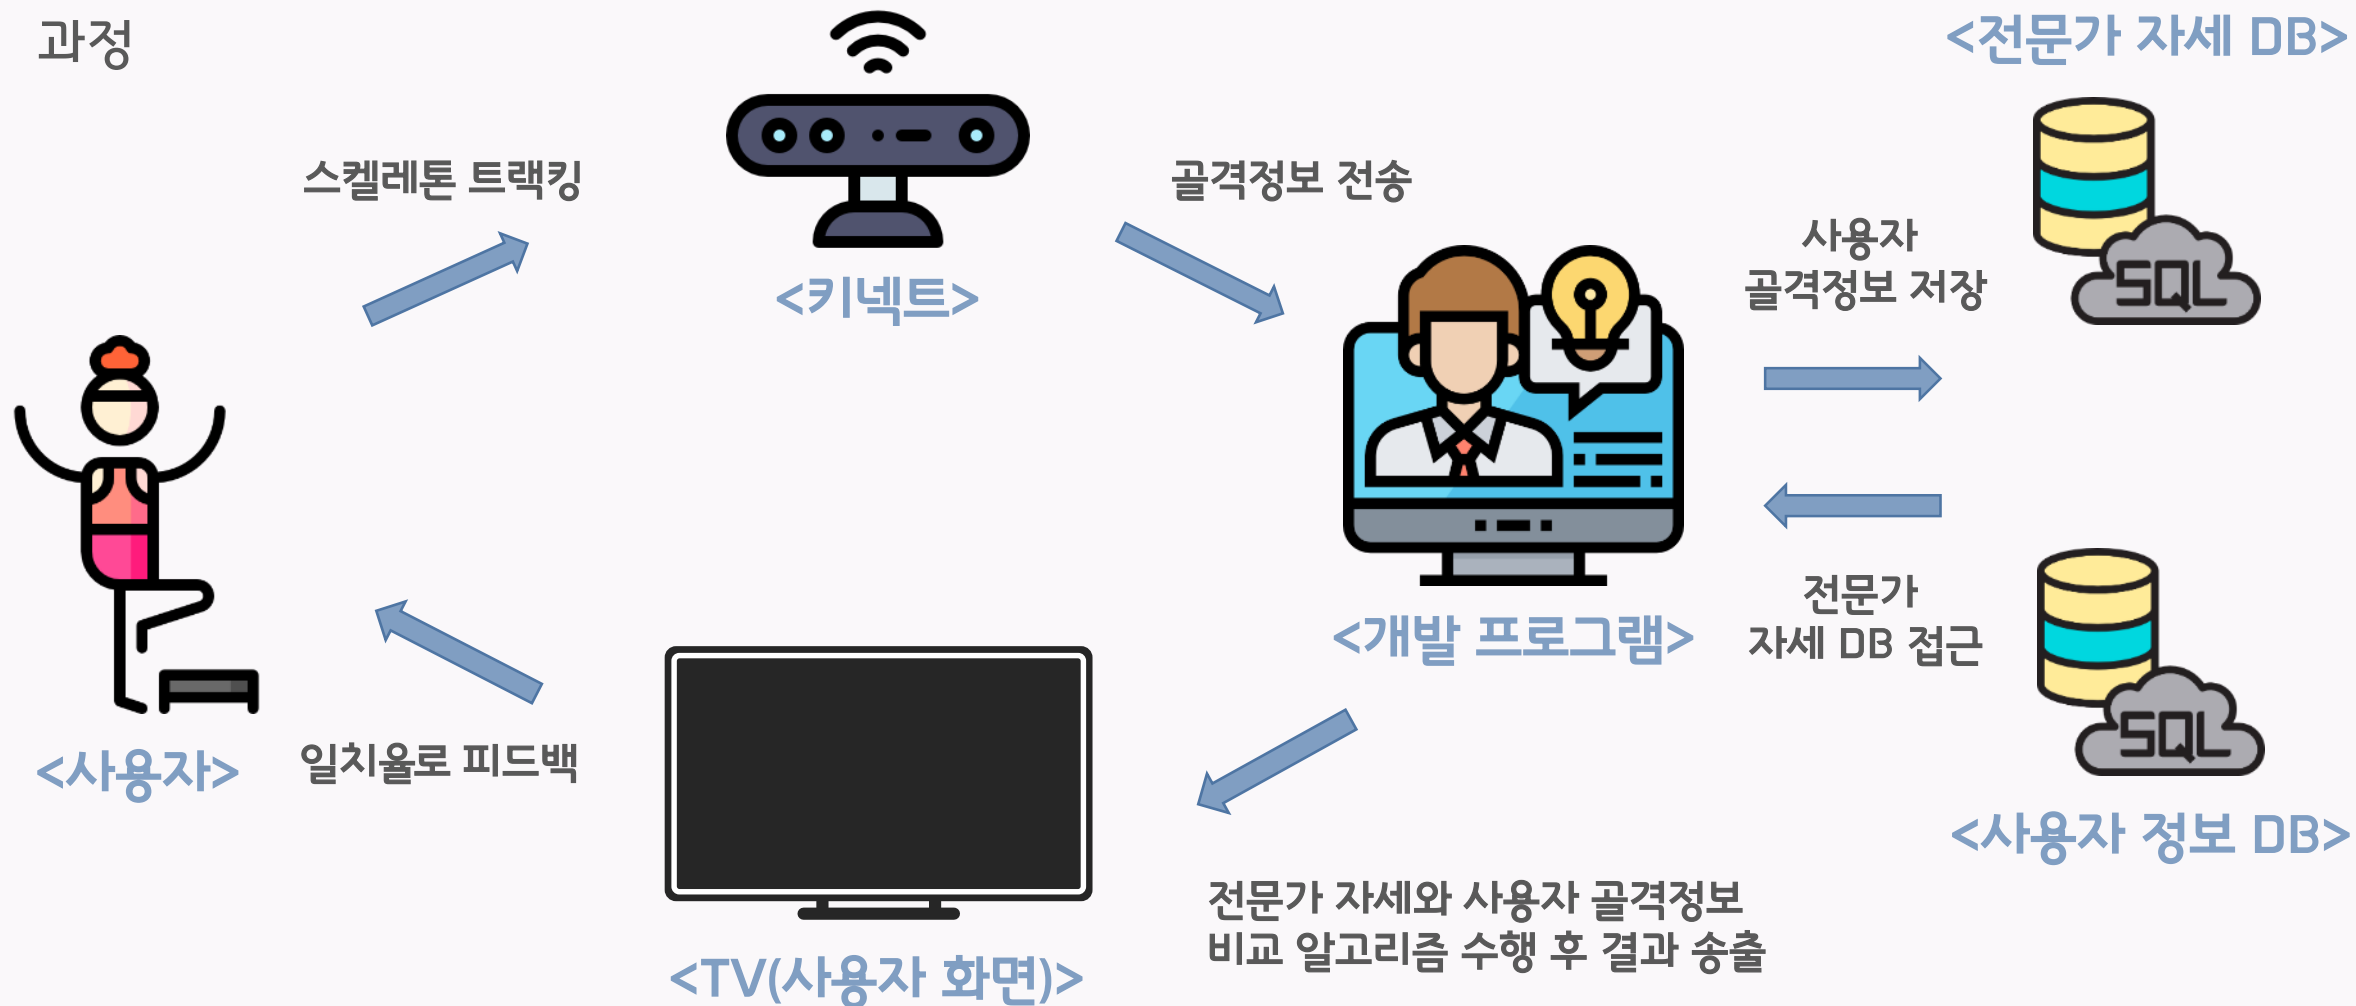 과정
<전문가 자세 DB>
스켈레톤 트랙킹
골격정보 전송
사용자
골격정보 저장
SQL
<키넥트>
전문가
자세 DB 접근
<개발 프로그램>
SQL
<사용자>
일치율로 피드백
<사용자 정보 DB>
전문가 자세와 사용자 골격정보
비교 알고리즘 수행 후 결과 송출
<TV(사용자 화면)>